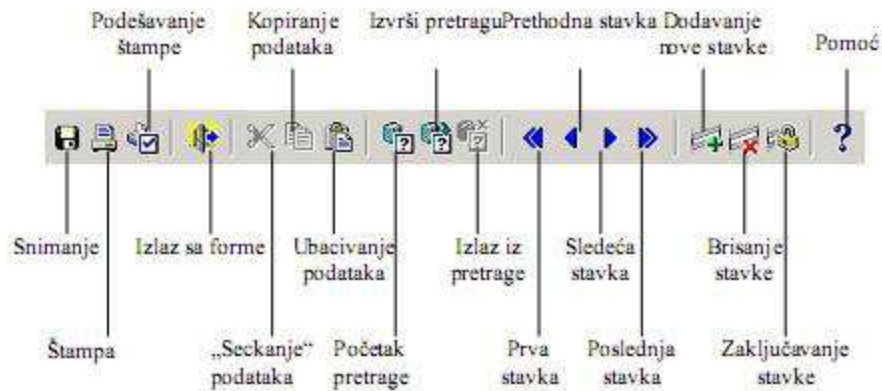 Podešavanje
štampe
Kopiranje
podataka
Izvrši pretragu
Prethodna stavka
Dodavanje
nove stavke
Pomoć
Snimanje
Izlaz sa forme
Ubacivanje
podataka
Izlaz iz
pretrage
Sledeća
stavka
Brisanje
stavke
Štampa
„Seckanje“
podataka
Početak
pretrage
Prva
stavka
Poslednja
stavka
Zaključavanje
stavke